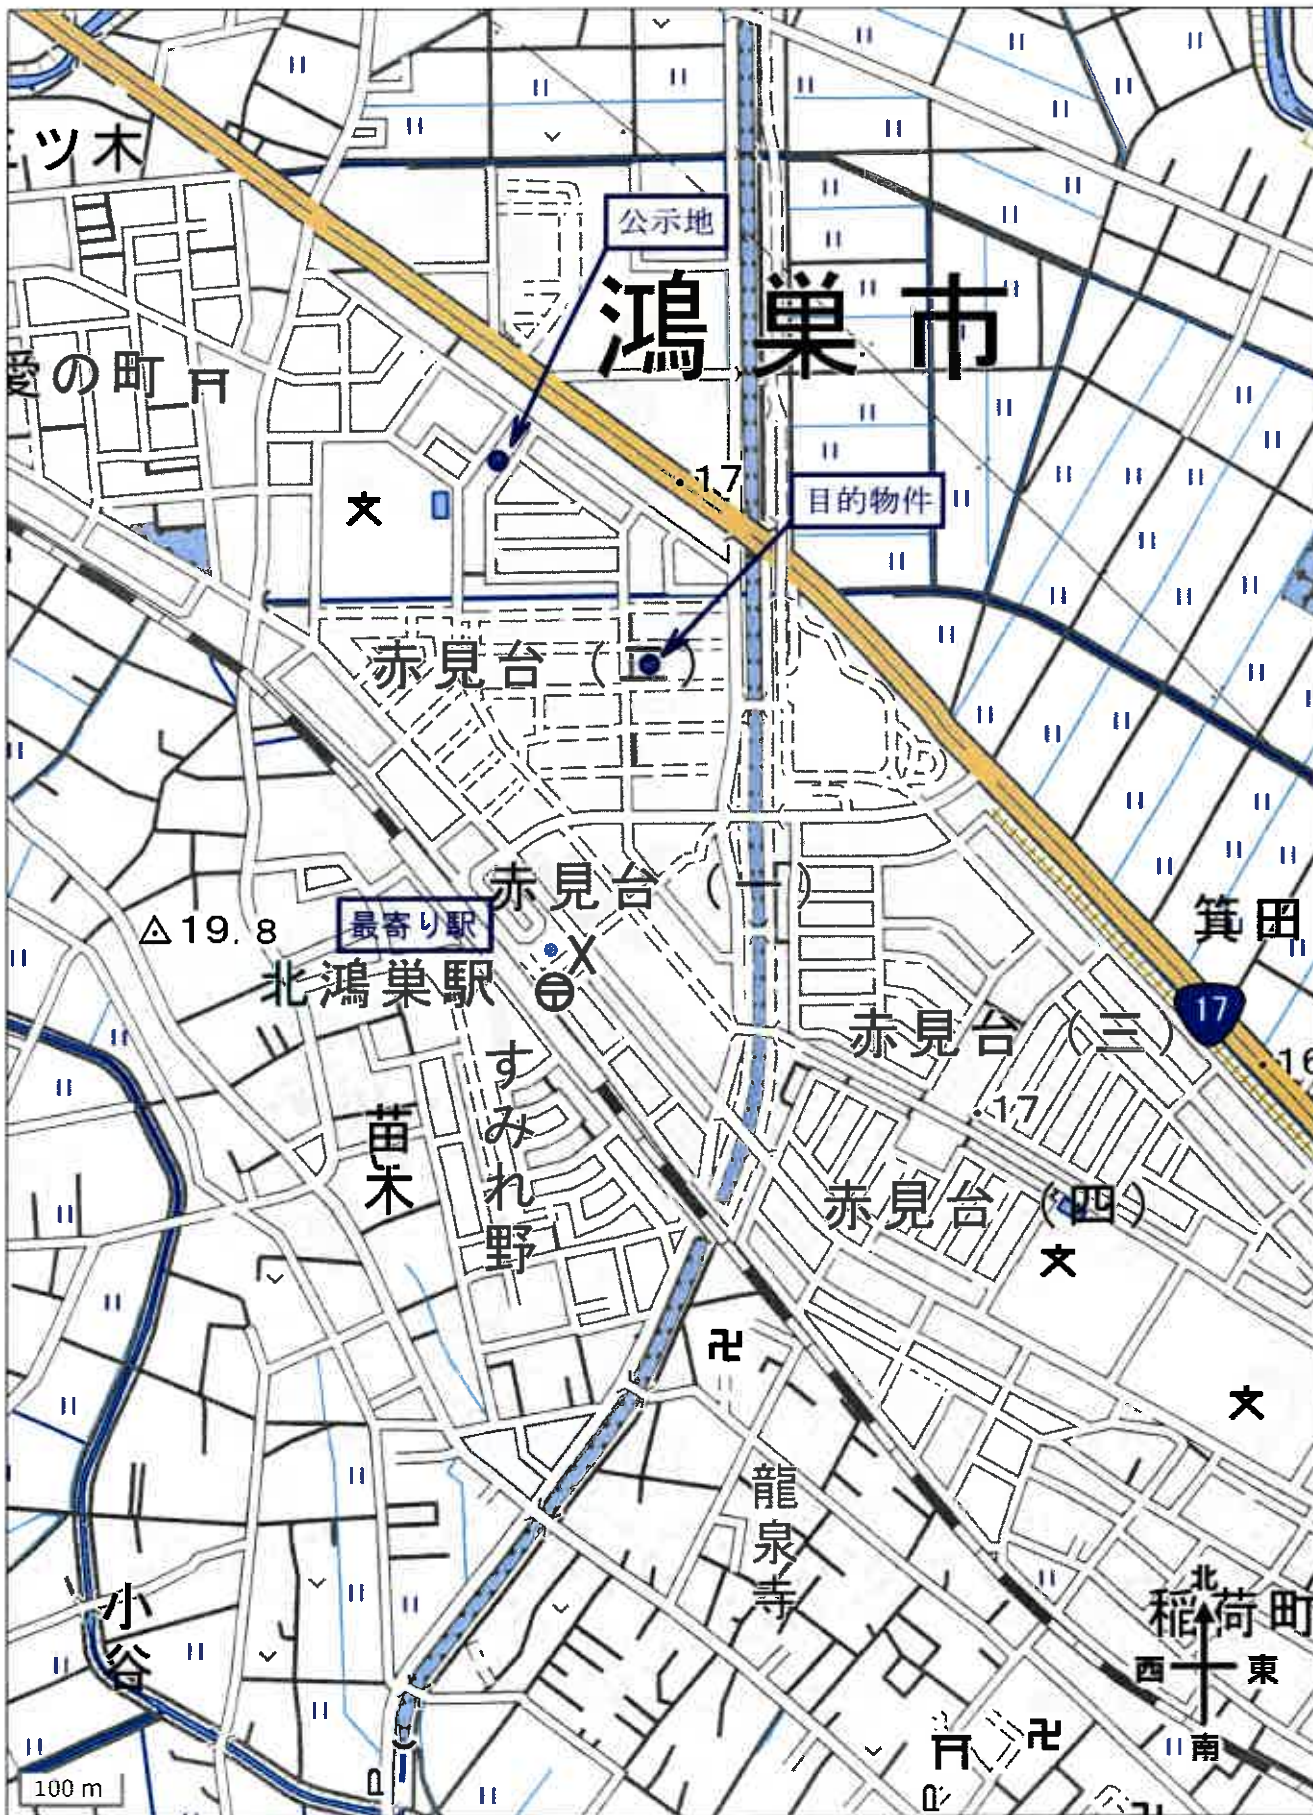 三ツ木
公示地
鴻巣市
愛の町
17
目的物件
赤見台（二）
赤見台（一）
最寄り駅
19.8
箕田
北鴻巣駅
17
赤見台（三）
すみれ野
17
苗木
赤見台（四）
龍泉寺
小谷
北
稲荷町
西 東
南
100 m